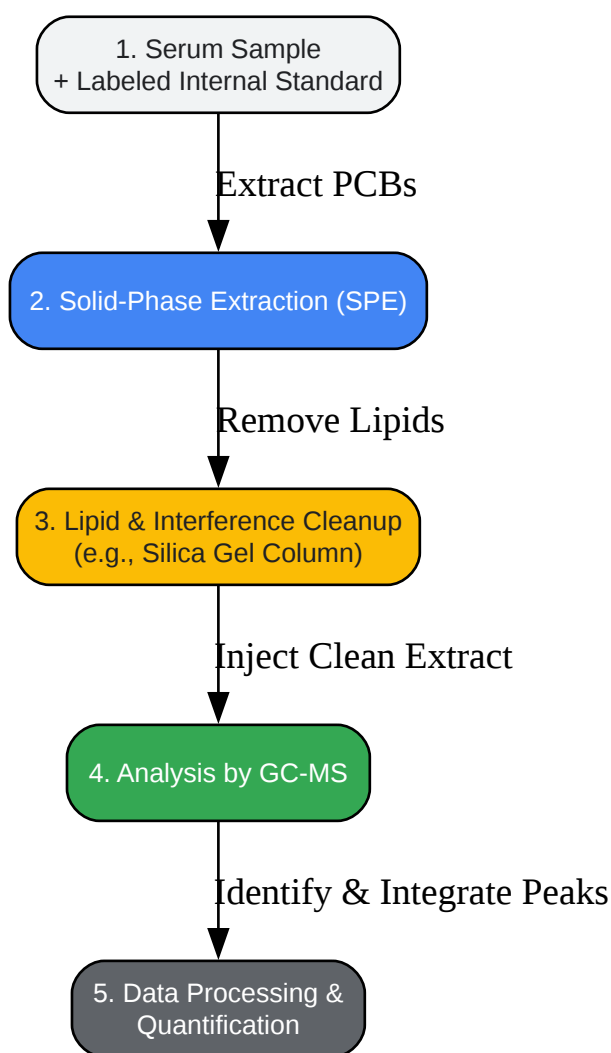 1. Serum Sample
+ Labeled Internal Standard
Extract PCBs
2. Solid-Phase Extraction (SPE)
Remove Lipids
3. Lipid & Interference Cleanup
(e.g., Silica Gel Column)
Inject Clean Extract
4. Analysis by GC-MS
Identify & Integrate Peaks
5. Data Processing &
Quantification